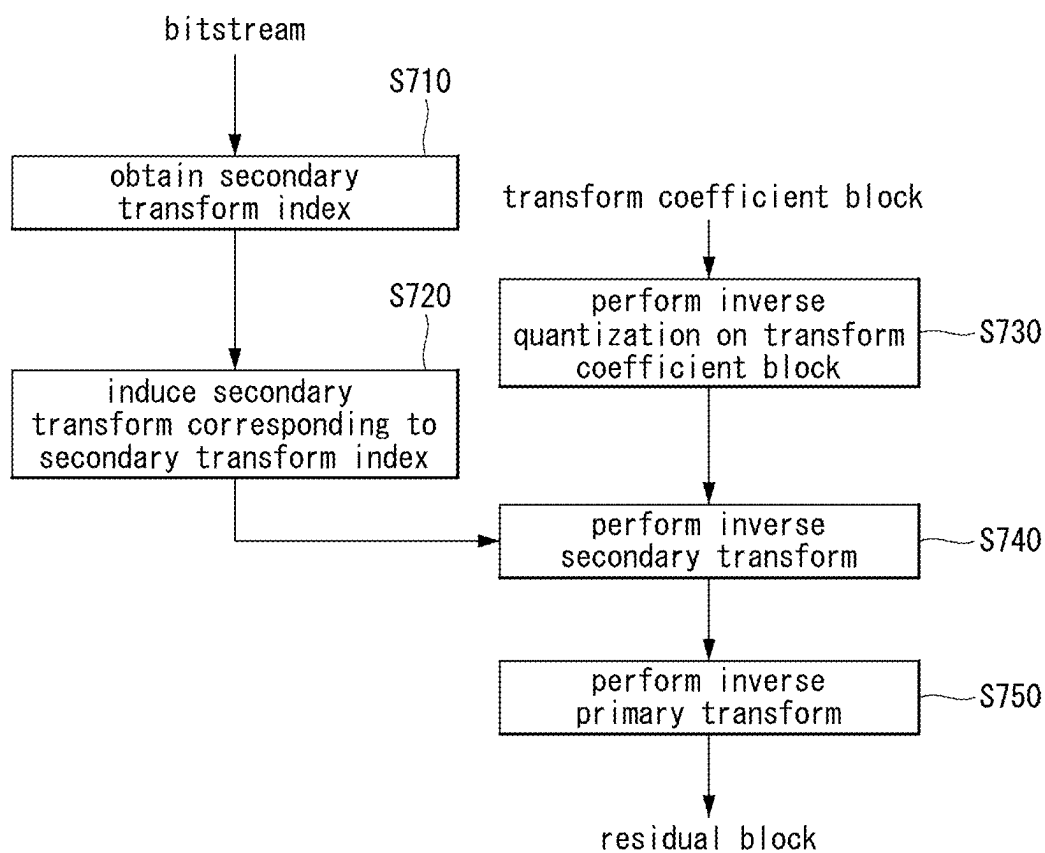 bitstream
S710
obtain secondary
transform index
S720
induce secondary
transform corresponding to
secondary transform index
transform coefficient block
perform inverse
quantization on transform
coefficient block
S730
perform inverse
secondary transform
S740
perform inverse
primary transform
S750
residual block